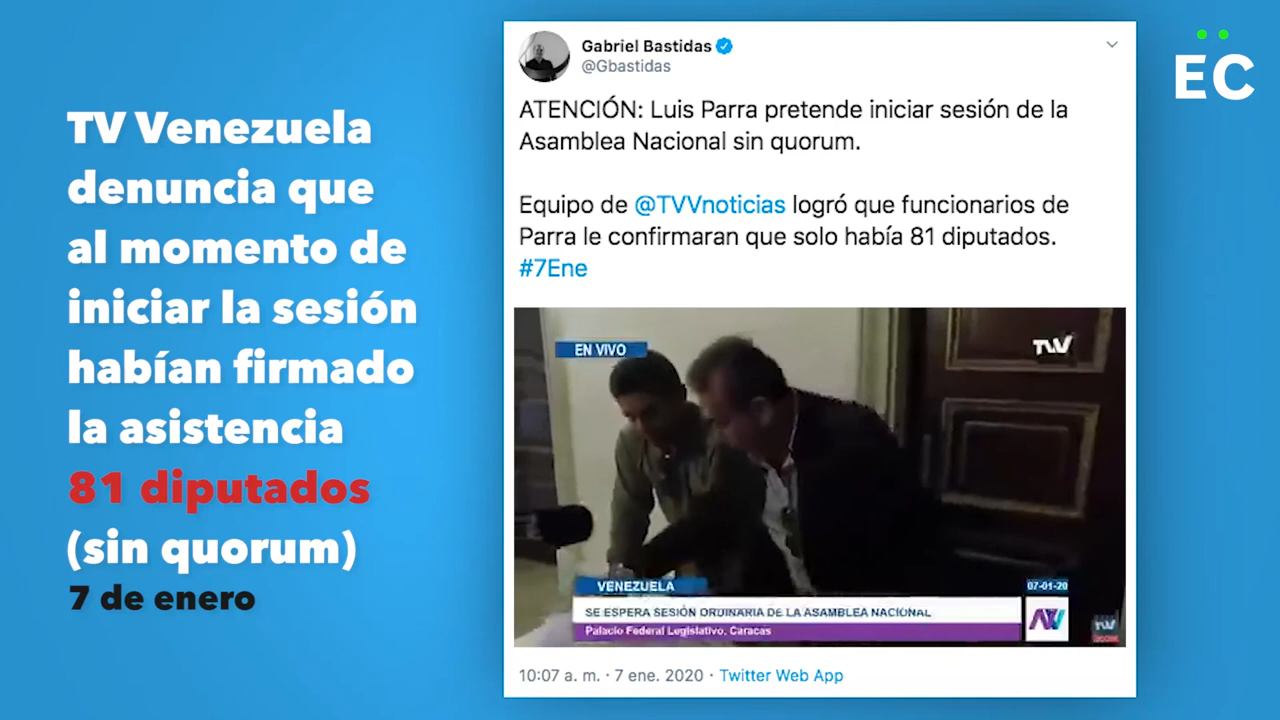 TV Venezuela
denuncia que
al momento de
iniciar la sesión
habían firmado
la asistencia
81 diputados
(sin quorum)
7 de enero
Gabriel Bastidas
@Gbastidas
ATENCIÓN: Luis Parra pretende iniciar sesión de la
Asamblea Nacional sin quorum.
Equipo de @TVVnoticias logró que funcionarios de
Parra le confirmaran que solo había 81 diputados.
#7Ene
EN VIVO
TVV
VENEZUELA
07-01-20
SE ESPERA SESIÓN ORDINARIA DE LA ASAMBLEA NACIONAL
Palacio Federal Legislativo, Caracas
10:07 a. m. · 7 ene. 2020 · Twitter Web App
ËC